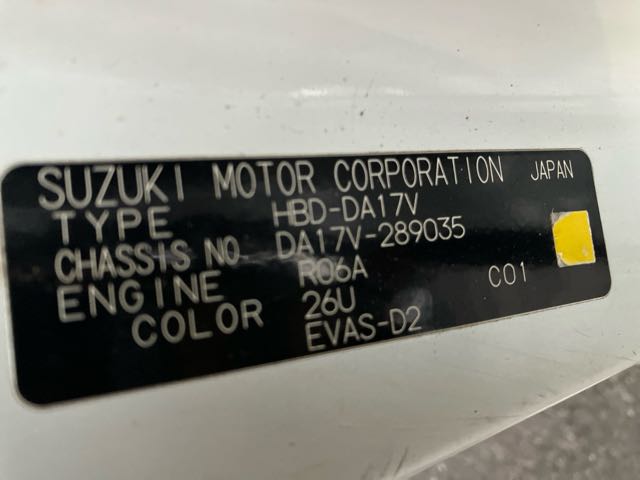 SUZUKI MOTOR CORPORATION JAPAN
TYPE HBD-DA17V
CHASSIS NO. DA17V-289035
ENGINE R06A C01
COLOR 26U
EVAS-D2